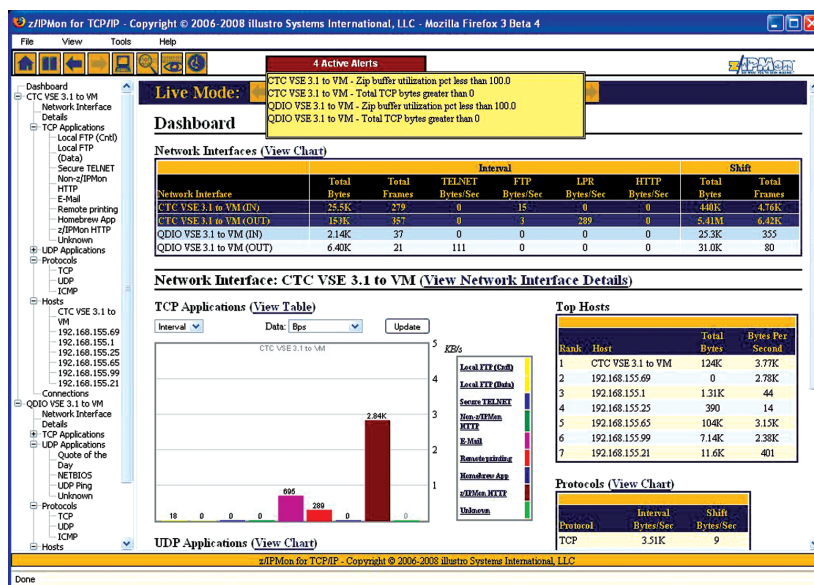 z/IPMon for TCP/IP - Copyright © 2006-2008 illustro Systems International, LLC - Mozilla Firefox 3 Beta 4
File View Tools Help
4 Active Alerts
z/IPMon
CTC VSE 3.1 to VM - Zip buffer utilization pct less than 100.0
CTC VSE 3.1 to VM - Total TCP bytes greater than 0
QDIO VSE 3.1 to VM - Zip buffer utilization pct less than 100.0
QDIO VSE 3.1 to VM - Total TCP bytes greater than 0
Dashboard
CTC VSE 3.1 to VM
Network Interface
Details
TCP Applications
Local FTP (Cntl)
Local FTP
(Data)
Secure TELNET
Non-z/IPMon
HTTP
E-Mail
Remote printing
Homebrew App
z/IPMon HTTP
Unknown
UDP Applications
Protocols
TCP
UDP
ICMP
Hosts
CTC VSE 3.1 to
VM
192.168.155.69
192.168.155.1
192.168.155.25
192.168.155.65
192.168.155.99
192.168.155.21
Connections
QDIO VSE 3.1 to VM
Network Interface
Details
TCP Applications
UDP Applications
Quote of the
Day
NETBIOS
UDP Ping
Unknown
Protocols
TCP
UDP
ICMP
Hosts
Live Mode:
Dashboard
Network Interfaces (View Chart)
Interval Shift
Network Interface Total Bytes Total Frames TELNET Bytes/Sec FTP Bytes/Sec LPR Bytes/Sec HTTP Bytes/Sec Total Bytes Total Frames
CTC VSE 3.1 to VM (IN) 25.5K 279 0 15 0 0 440K 4.76K
CTC VSE 3.1 to VM (OUT) 153K 357 0 3 289 0 5.41M 6.42K
QDIO VSE 3.1 to VM (IN) 2.14K 37 0 0 0 0 25.3K 355
QDIO VSE 3.1 to VM (OUT) 6.40K 21 111 0 0 0 31.0K 80
Network Interface: CTC VSE 3.1 to VM (View Network Interface Details)
TCP Applications (View Table)
Interval Data: Bps Update
CTC VSE 3.1 to VM
5 KB/s
4
3
2
1
18 0 0 0 695 289 0 2.84K 0
Local FTP (Cntl)
Local FTP (Data)
Secure TELNET
Non-z/IPMon
HTTP
E-Mail
Remote printing
Homebrew App
z/IPMon HTTP
Unknown
UDP Applications (View Chart)
Top Hosts
Rank Host Total Bytes Bytes Per Second
1 CTC VSE 3.1 to VM 124K 3.77K
2 192.168.155.69 0 2.78K
3 192.168.155.1 1.31K 44
4 192.168.155.25 390 14
5 192.168.155.65 104K 3.15K
6 192.168.155.99 7.14K 2.38K
7 192.168.155.21 11.6K 401
Protocols (View Chart)
Protocol Interval Bytes/Sec Shift Bytes/Sec
TCP 3.51K 9
z/IPMon for TCP/IP - Copyright © 2006-2008 illustro Systems International, LLC
Done